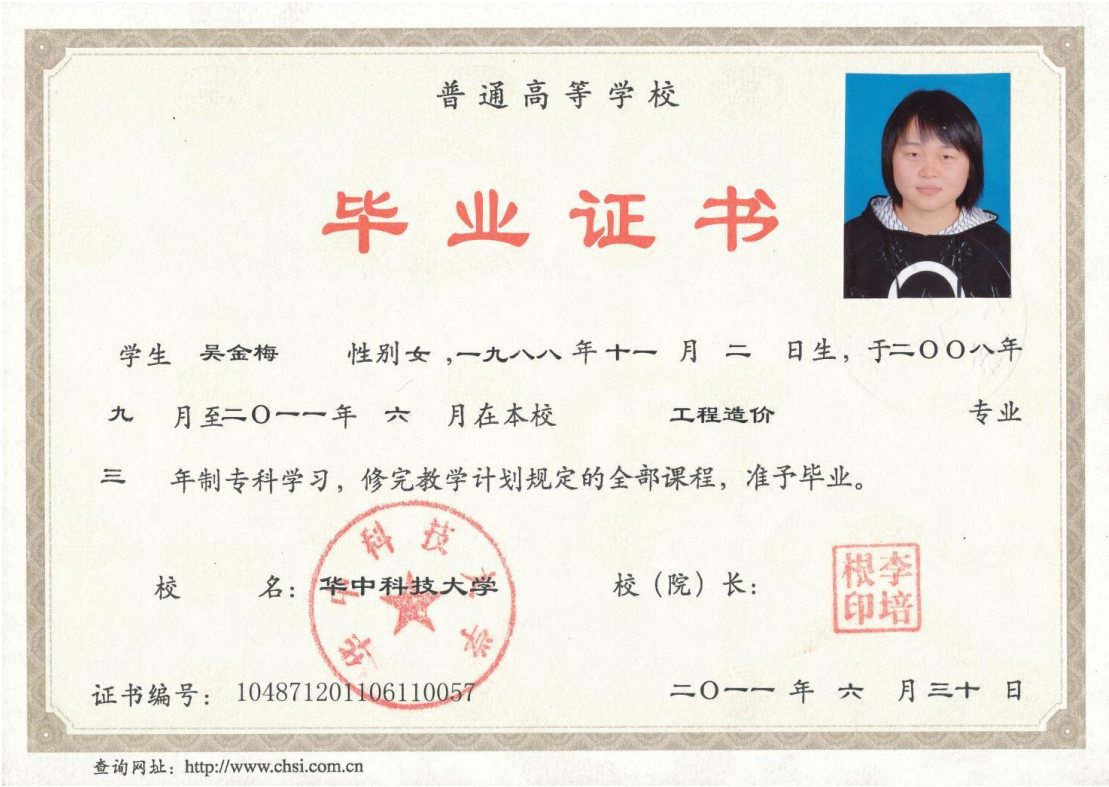 普通高等学校
毕业证书
学生 吴金梅 性别女,一九八八年十一月二日生，于二〇〇八年
九月至二〇一一年六月在本校 工程造价 专业
三年制专科学习，修完教学计划规定的全部课程，准予毕业。
校名：华中科技大学 校（院）长：
华中科技大学
李培根印
证书编号：104871201106110057 二〇一一年六月三十日
查询网址：http://www.chsi.com.cn